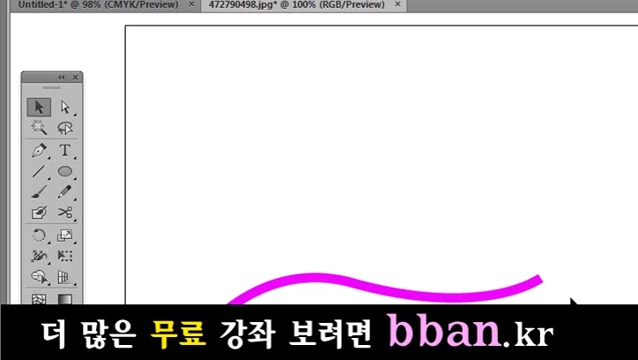 Untitled-1* @ 98% (CMYK/Preview) × 472790498.jpg* @ 100% (RGB/Preview) ×
T
더 많은 무료 강좌 보려면 bban.kr